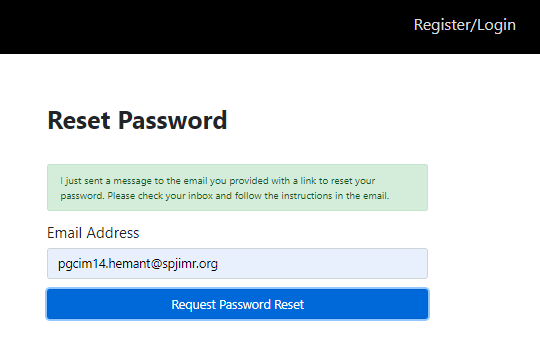 Register/Login
Reset Password
I just sent a message to the email you provided with a link to reset your
password. Please check your inbox and follow the instructions in the email.
Email Address
pgcim14.hemant@spjimr.org
Request Password Reset